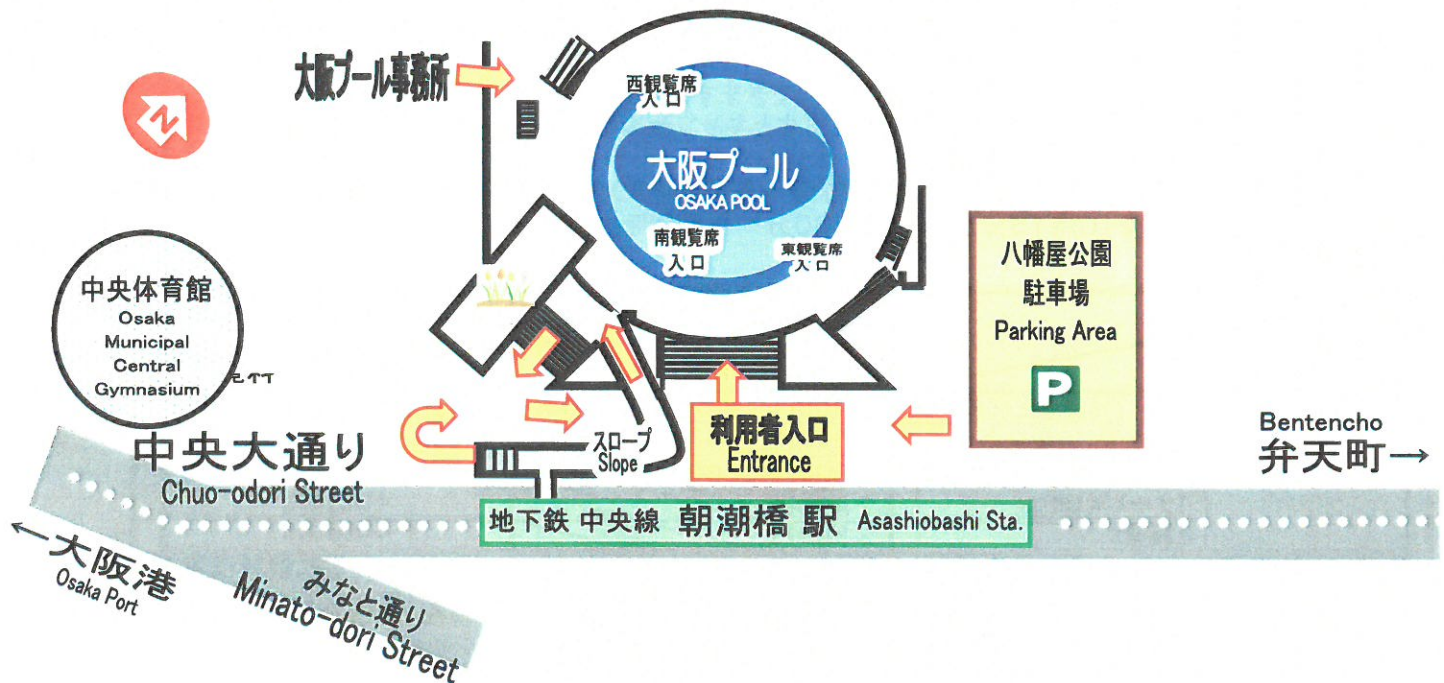 大阪プール事務所
西観覧席
入口
N
大阪プール
OSAKA POOL
南観覧席
入口
東観覧席
入口
八幡屋公園
駐車場
Parking Area
P
中央体育館
Osaka
Municipal
Central
Gymnasium
利用者入口
Entrance
スロープ
Slope
Bentencho
弁天町→
中央大通り
Chuo-odori Street
地下鉄 中央線 朝潮橋 駅 Asashiobashi Sta.
←大阪港
Osaka Port
みなと通り
Minato-dori Street